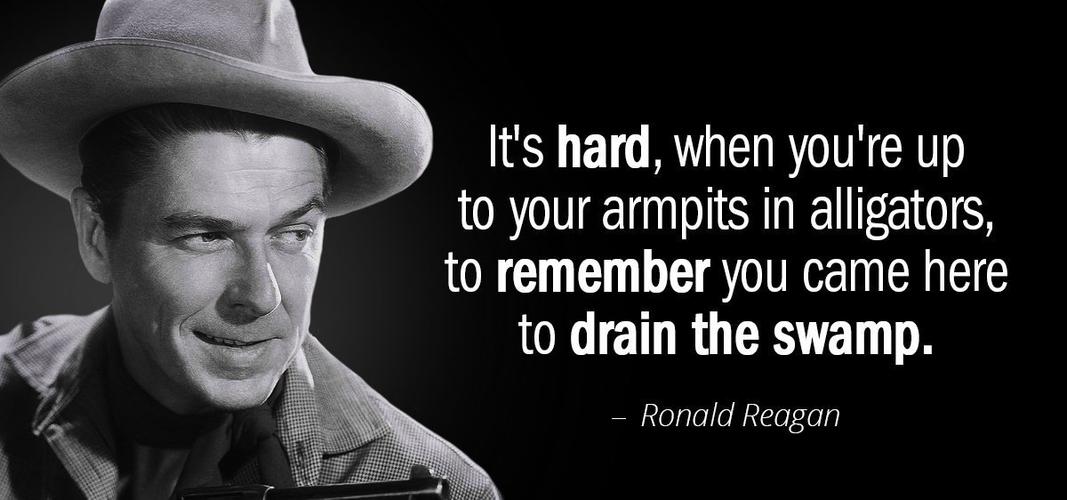 It's hard, when you're up
to your armpits in alligators,
to remember you came here
to drain the swamp.
– Ronald Reagan